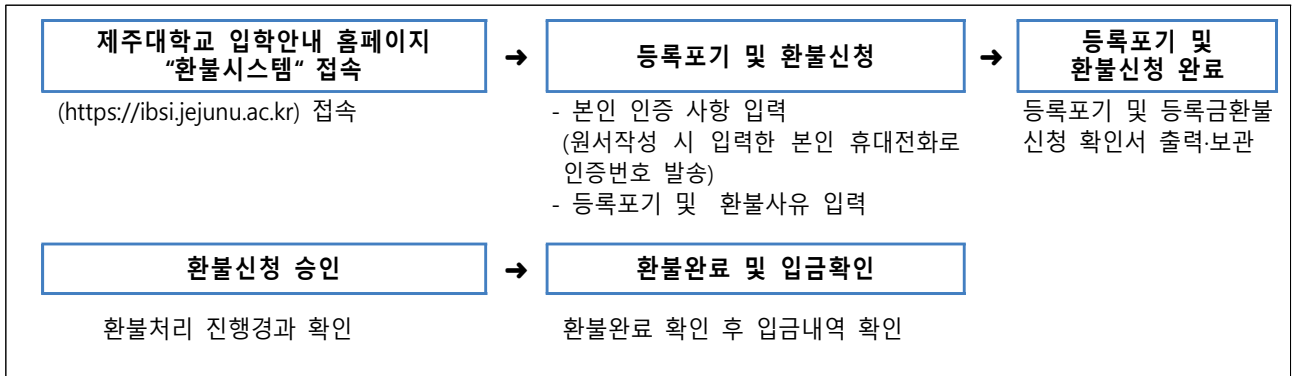 제주대학교 입학안내 홈페이지
“환불시스템“ 접속
➜
등록포기 및 환불신청
➜
등록포기 및
환불신청 완료
(https://ibsi.jejunu.ac.kr) 접속
- 본인 인증 사항 입력
(원서작성 시 입력한 본인 휴대전화로
인증번호 발송)
- 등록포기 및 환불사유 입력
등록포기 및 등록금환불
신청 확인서 출력·보관
환불신청 승인
➜
환불완료 및 입금확인
환불처리 진행경과 확인
환불완료 확인 후 입금내역 확인